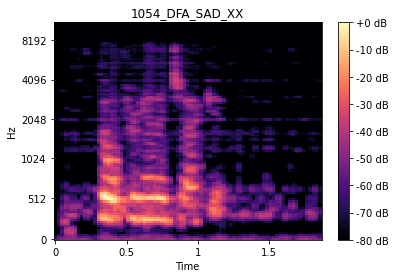 1054_DFA_SAD_XX
+0 dB
8192
-10 dB
4096
-20 dB
-30 dB
2048
Hz
-40 dB
1024
-50 dB
512
-60 dB
-70 dB
0
-80 dB
0
0.5
1
1.5
Time